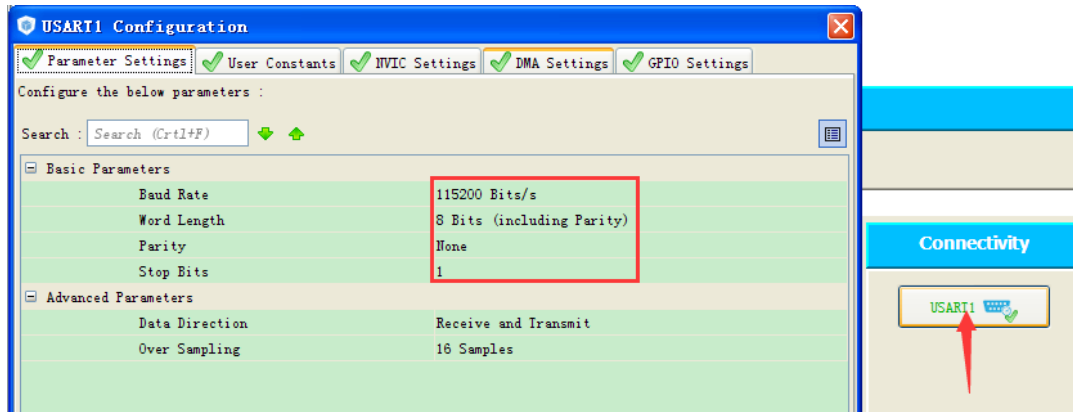 USART1 Configuration
Parameter Settings User Constants NVIC Settings DMA Settings GPIO Settings
Configure the below parameters :
Search : Search (Crtl+F)
Basic Parameters
Baud Rate 115200 Bits/s
Word Length 8 Bits (including Parity)
Parity None
Stop Bits 1
Advanced Parameters
Data Direction Receive and Transmit
Over Sampling 16 Samples
Connectivity
USART1